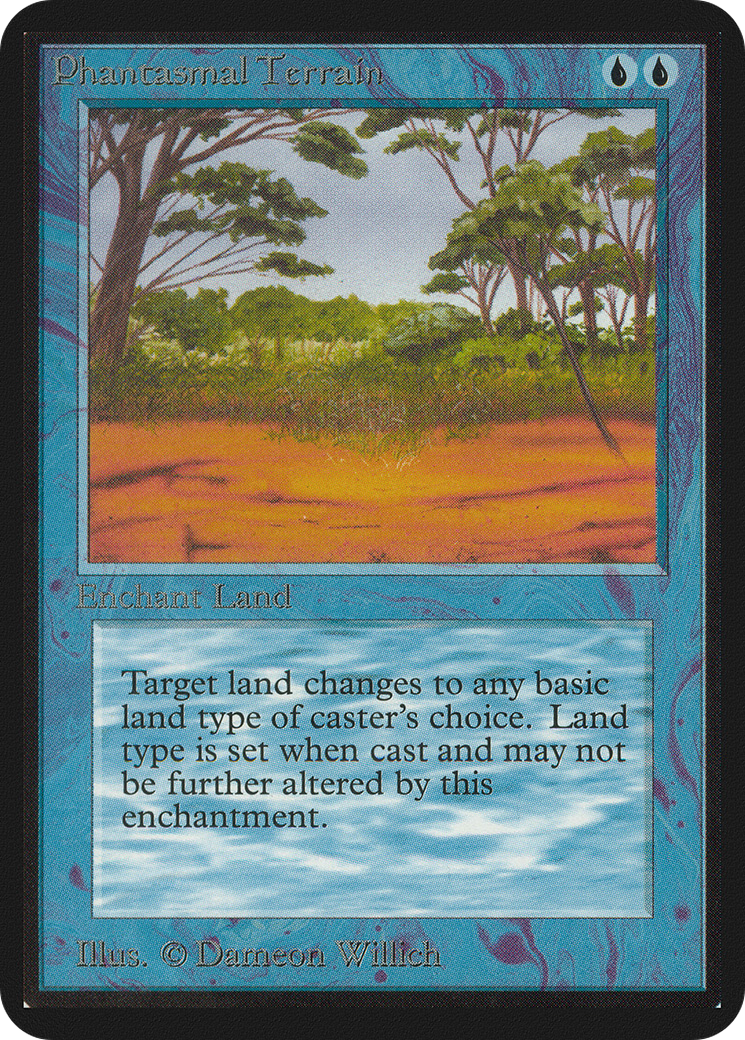 Phantasmal Terrain
Enchant Land
Target land changes to any basic
land type of caster's choice.  Land
type is set when cast and may not
be further altered by this
enchantment.
Illus. © Dameon Willich